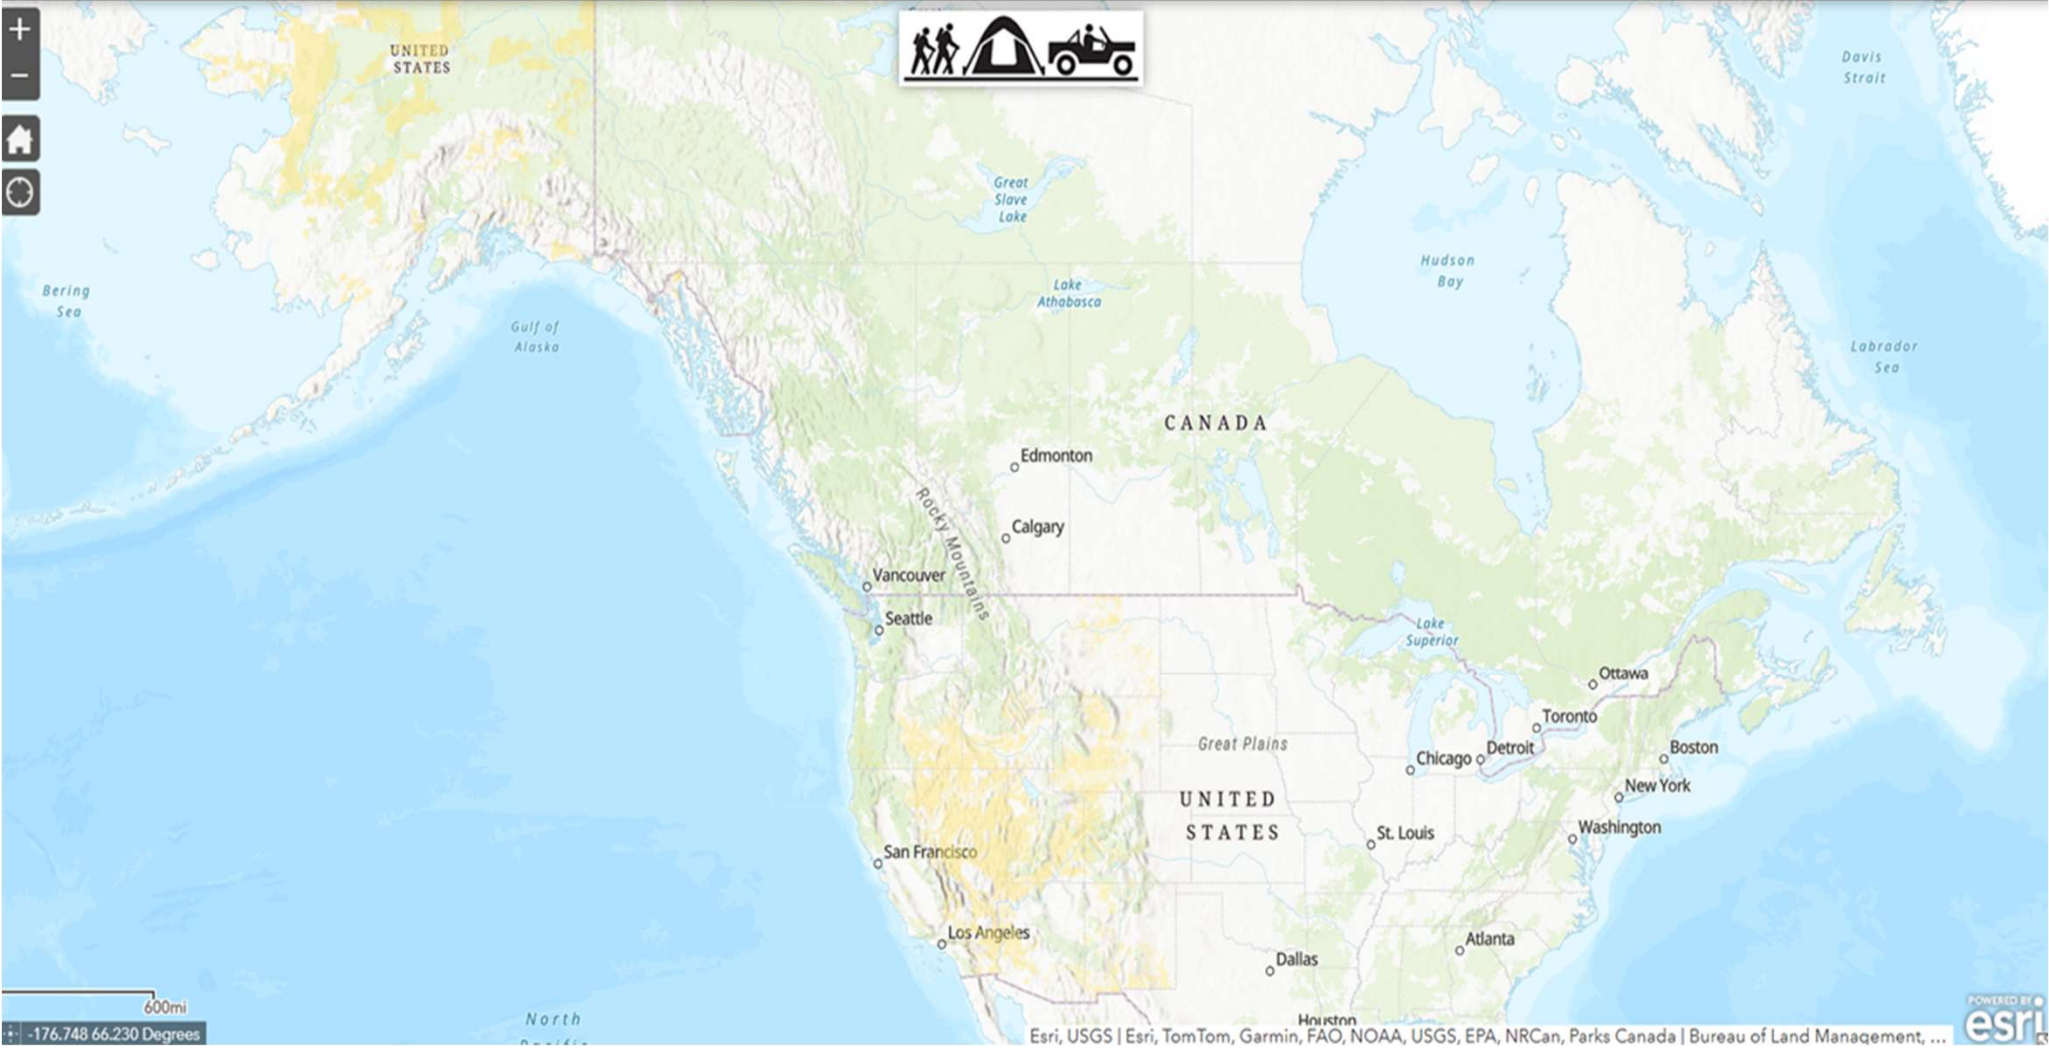 +
−
UNITED
STATES
Davis
Strait
Great
Slave
Lake
Hudson
Bay
Bering
Sea
Lake
Athabasca
Gulf of
Alaska
Labrador
Sea
CANADA
Edmonton
Rocky Mountains
Calgary
Vancouver
Seattle
Lake
Superior
Ottawa
Toronto
Great Plains
Detroit
Boston
Chicago
New York
UNITED
STATES
Washington
St. Louis
San Francisco
Los Angeles
Atlanta
Dallas
600mi
North
Pacific
Houston
-176.748 66.230 Degrees
POWERED BY
esri
Esri, USGS | Esri, TomTom, Garmin, FAO, NOAA, USGS, EPA, NRCan, Parks Canada | Bureau of Land Management, ...